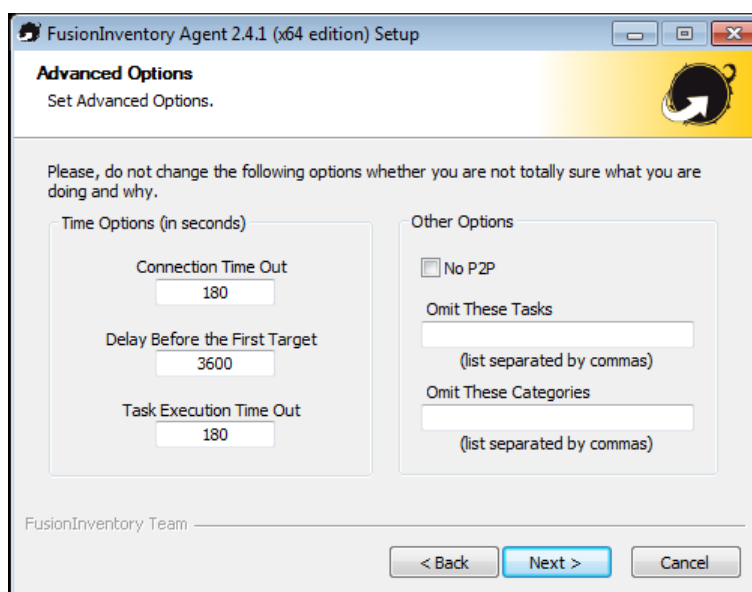 FusionInventory Agent 2.4.1 (x64 edition) Setup
Advanced Options
Set Advanced Options.
Please, do not change the following options whether you are not totally sure what you are
doing and why.
Time Options (in seconds)
Connection Time Out
180
Delay Before the First Target
3600
Task Execution Time Out
180
Other Options
No P2P
Omit These Tasks
(list separated by commas)
Omit These Categories
(list separated by commas)
FusionInventory Team
< Back
Next >
Cancel